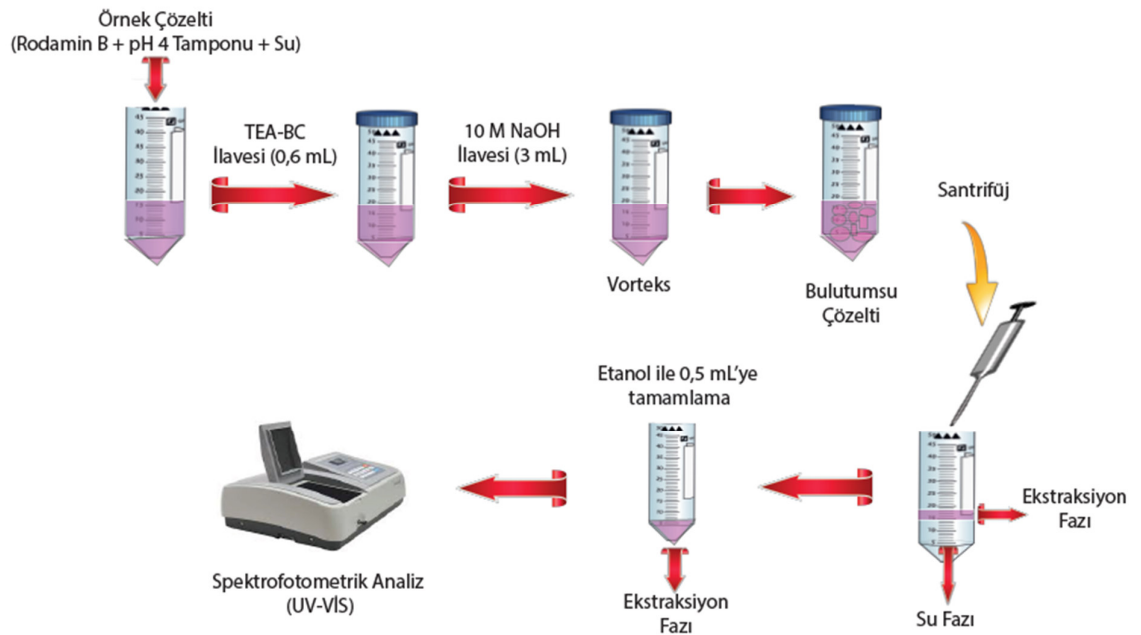 Örnek Çözelti
(Rodamin B + pH 4 Tamponu + Su)
TEA-BC
İlavesi (0,6 mL)
10 M NaOH
İlavesi (3 mL)
Vorteks
Bulutumsu
Çözelti
Santrifüj
Ekstraksiyon
Fazı
Su Fazı
Etanol ile 0,5 mL’ye
tamamlama
Ekstraksiyon
Fazı
Spektrofotometrik Analiz
(UV-VİS)